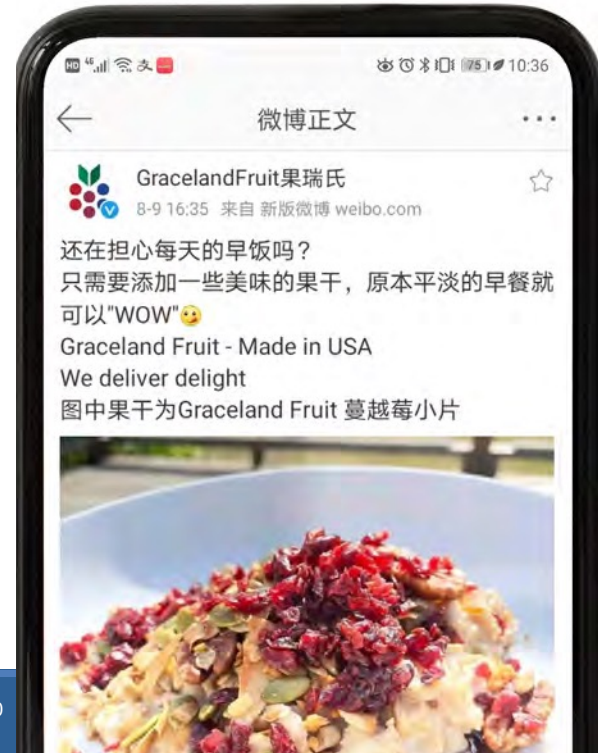 HD 4G 支 75 10:36
微博正文
GracelandFruit果瑞氏
8-9 16:35 来自 新版微博 weibo.com
还在担心每天的早饭吗？
只需要添加一些美味的果干，原本平淡的早餐就
可以"WOW"
Graceland Fruit - Made in USA
We deliver delight
图中果干为Graceland Fruit 蔓越莓小片